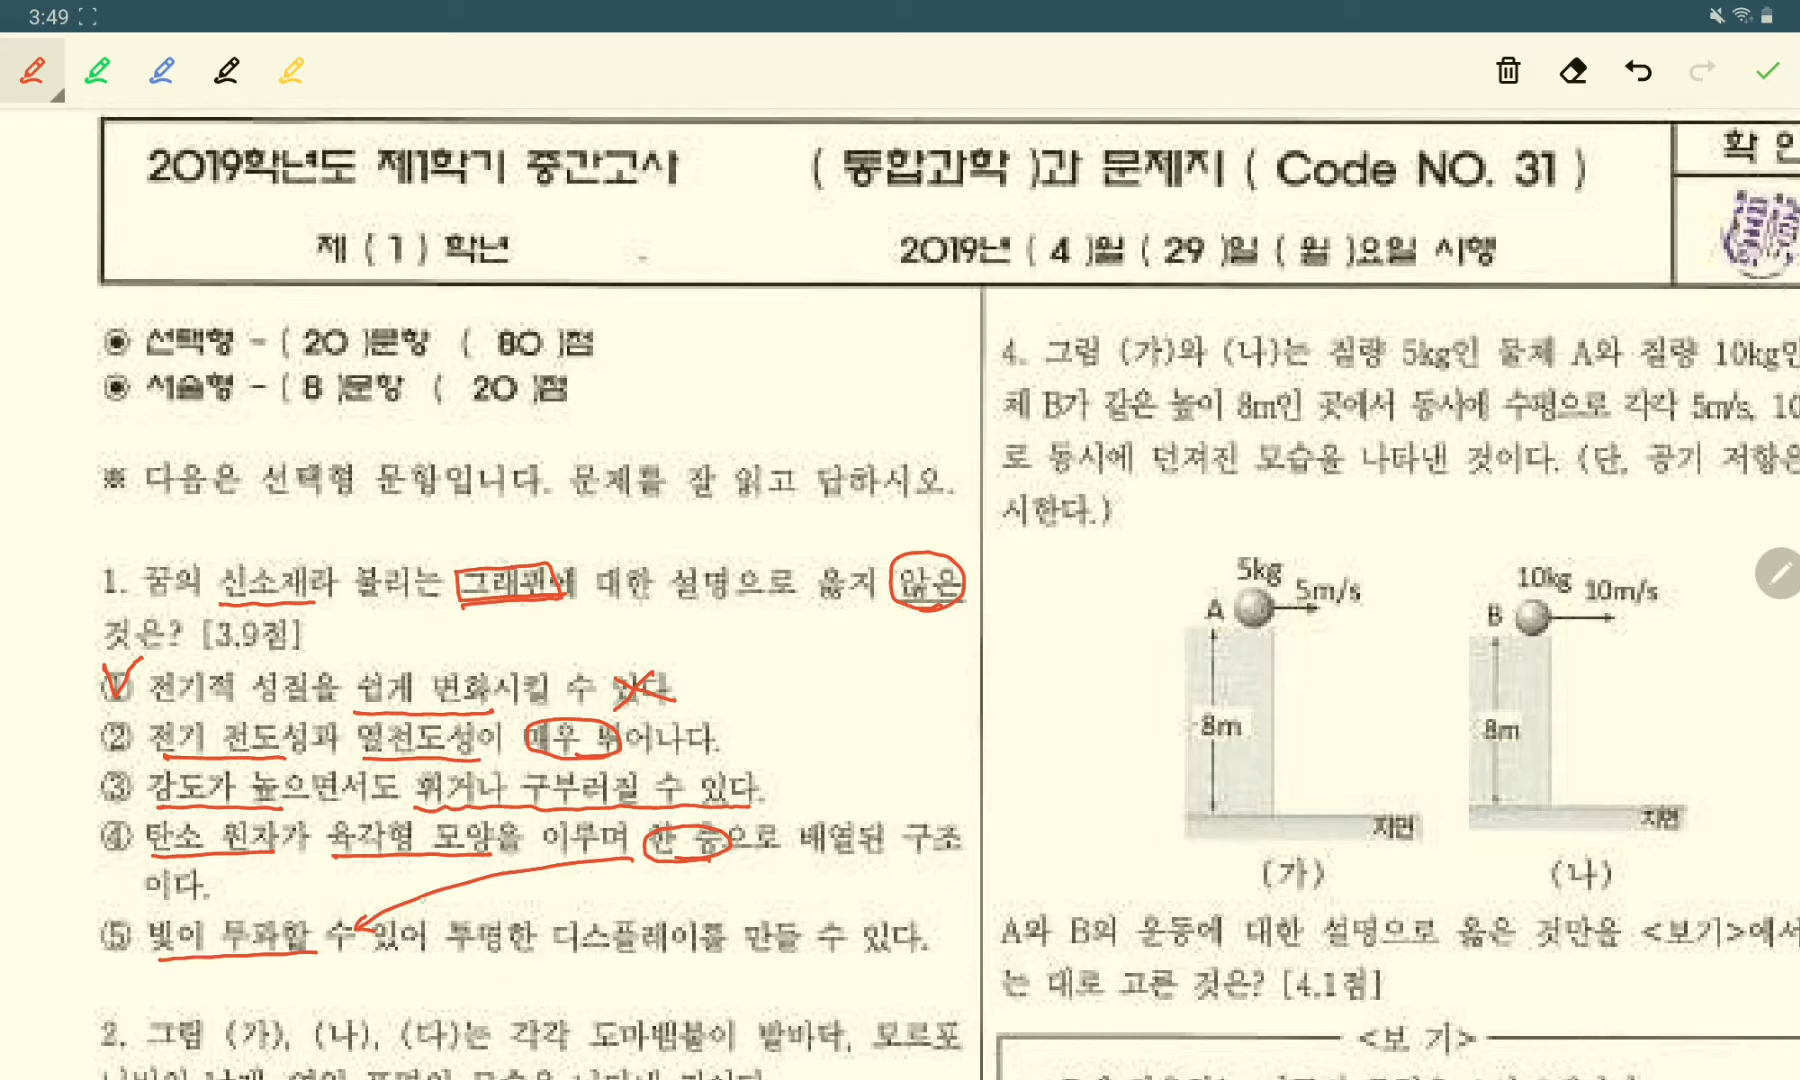 3:49
2019학년도 제1학기 중간고사 ( 통합과학 )과 문제지 ( Code NO. 31 )
확 인
제 ( 1 ) 학년 2019년 ( 4 )월 ( 29 )일 ( 월 )요일 시행
◉ 선택형 - ( 20 )문항 ( 80 )점
◉ 서술형 - ( 8 )문항 ( 20 )점
※ 다음은 선택형 문항입니다. 문제를 잘 읽고 답하시오.
1. 꿈의 신소재라 불리는 그래핀에 대한 설명으로 옳지 않은
것은? [3.9점]
① 전기적 성질을 쉽게 변화시킬 수 있다.
② 전기 전도성과 열전도성이 매우 뛰어나다.
③ 강도가 높으면서도 휘거나 구부러질 수 있다.
④ 탄소 원자가 육각형 모양을 이루며 한 층으로 배열된 구조
이다.
⑤ 빛이 투과할 수 있어 투명한 디스플레이를 만들 수 있다.
2. 그림 (가), (나), (다)는 각각 도마뱀붙이 발바닥, 모르포
4. 그림 (가)와 (나)는 질량 5kg인 물체 A와 질량 10kg인
체 B가 같은 높이 8m인 곳에서 동시에 수평으로 각각 5m/s, 10
로 동시에 던져진 모습을 나타낸 것이다. (단, 공기 저항은
시한다.)
5kg
A 5m/s
8m
지면
(가)
10kg
B 10m/s
8m
지면
(나)
A와 B의 운동에 대한 설명으로 옳은 것만을 <보기>에서
는 대로 고른 것은? [4.1점]
<보 기>